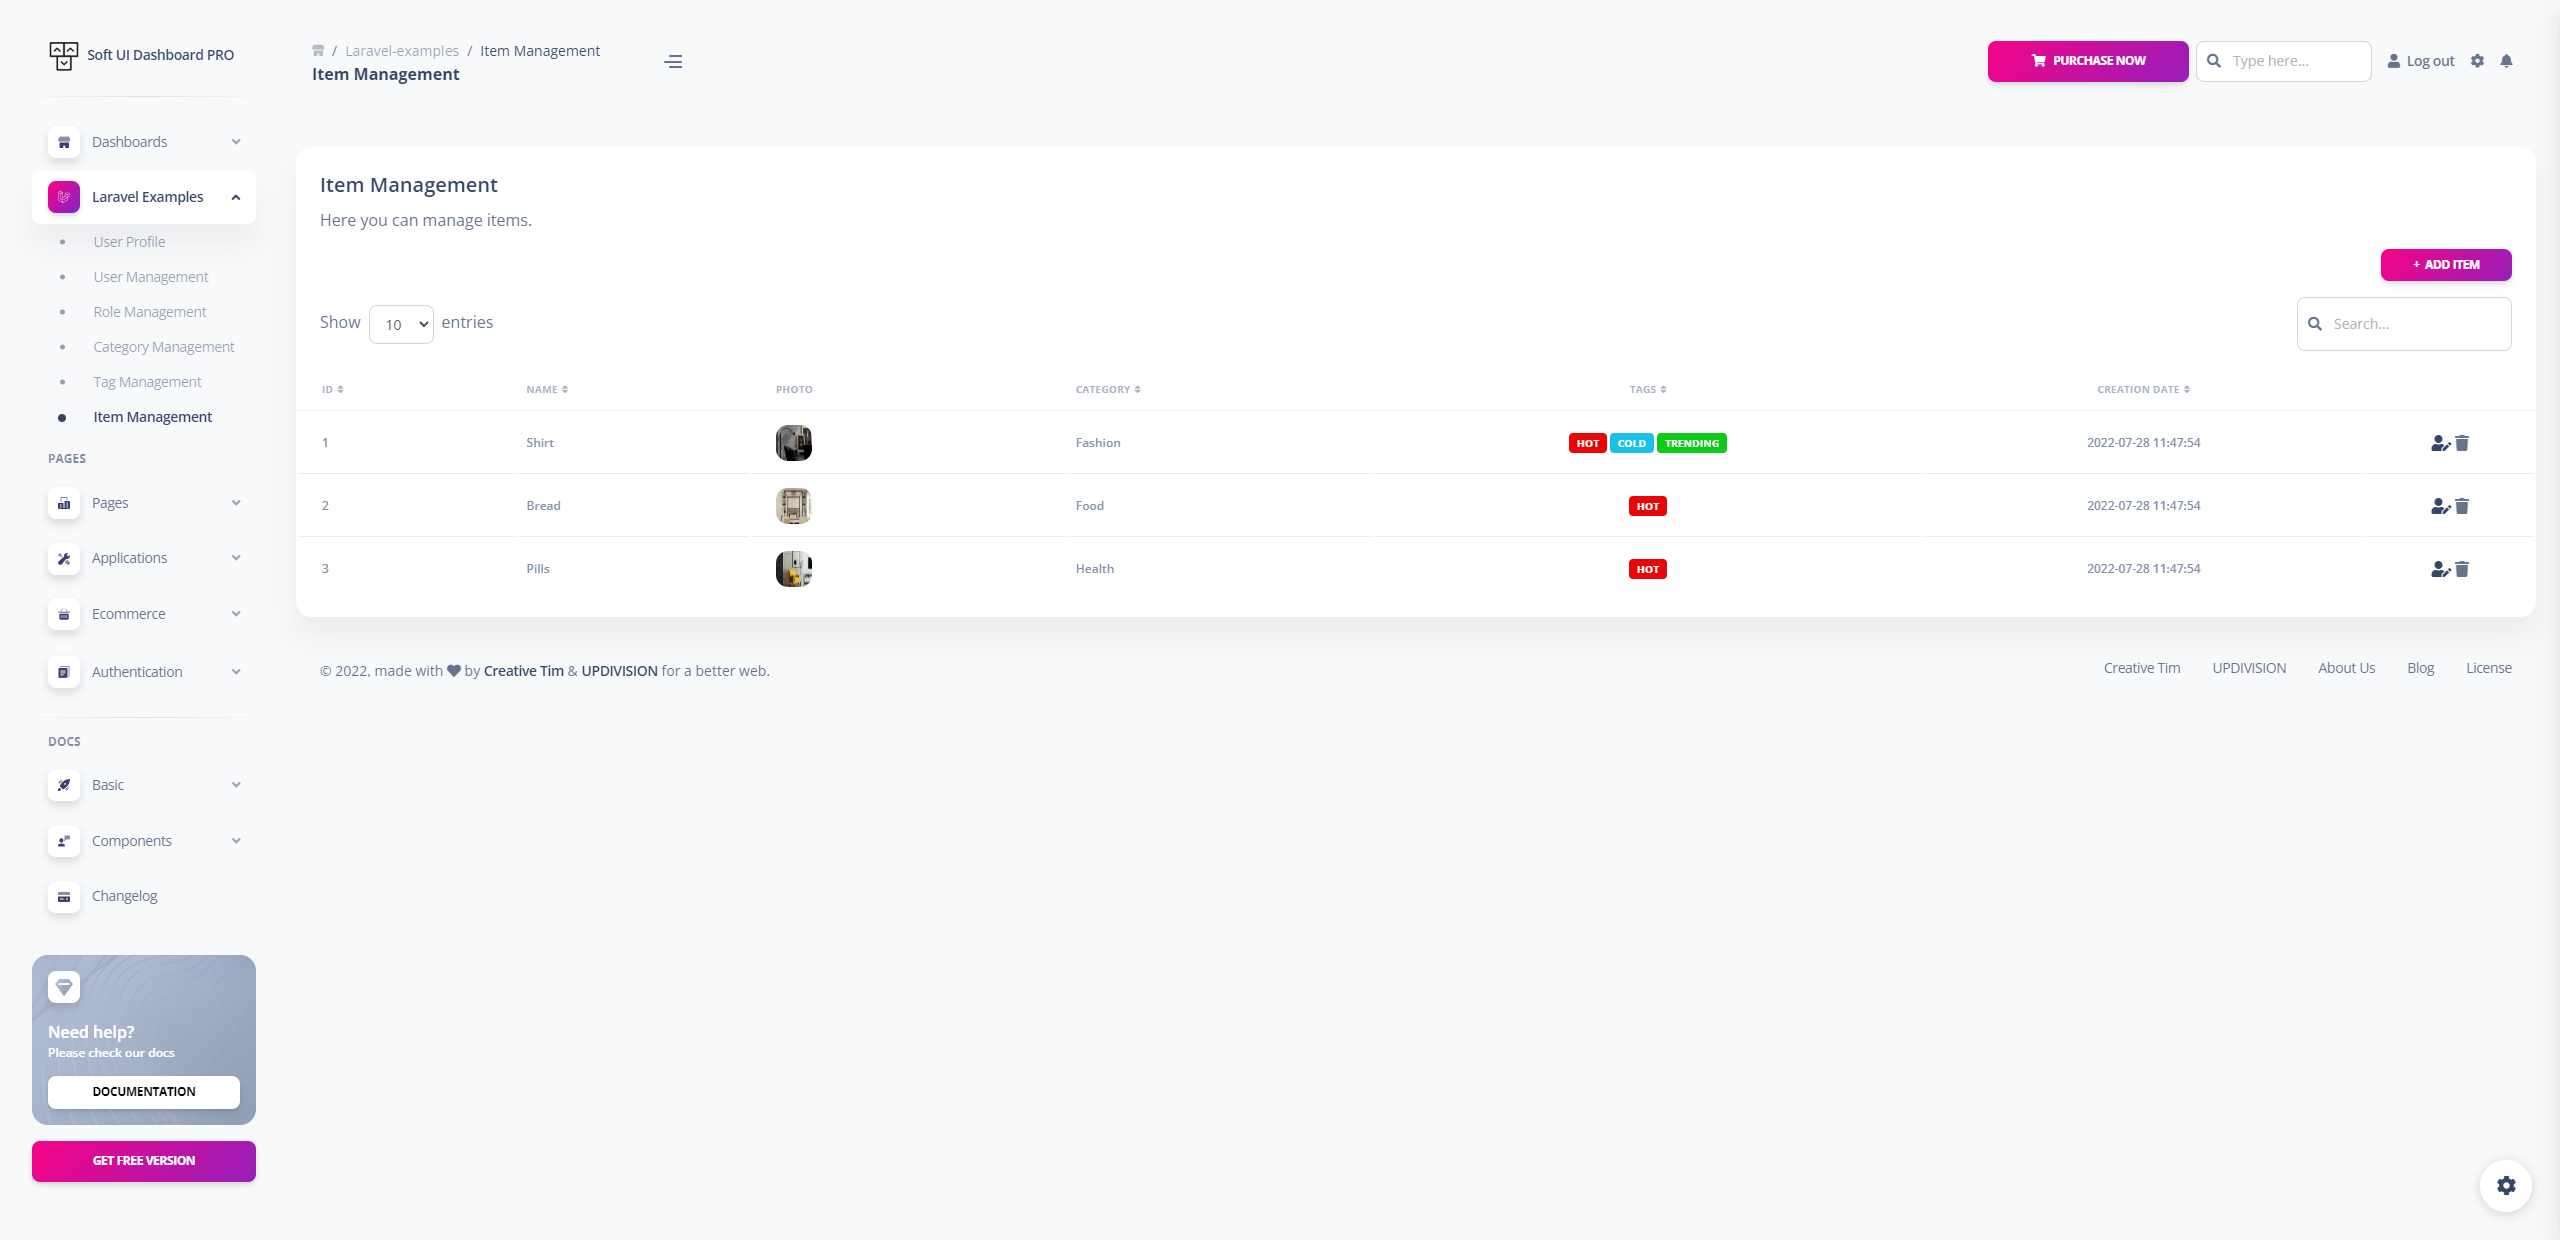 Soft UI Dashboard PRO
Dashboards
Laravel Examples
User Profile
User Management
Role Management
Category Management
Tag Management
Item Management
PAGES
Pages
Applications
Ecommerce
Authentication
DOCS
Basic
Components
Changelog
Need help?
Please check our docs
DOCUMENTATION
GET FREE VERSION
/ Laravel-examples / Item Management
Item Management
PURCHASE NOW
Type here...
Log out
Item Management
Here you can manage items.
+ ADD ITEM
Show 10 entries
Search...
ID NAME PHOTO CATEGORY TAGS CREATION DATE
1 Shirt Fashion HOT COLD TRENDING 2022-07-28 11:47:54
2 Bread Food HOT 2022-07-28 11:47:54
3 Pills Health HOT 2022-07-28 11:47:54
© 2022, made with by Creative Tim & UPDIVISION for a better web.
Creative Tim UPDIVISION About Us Blog License